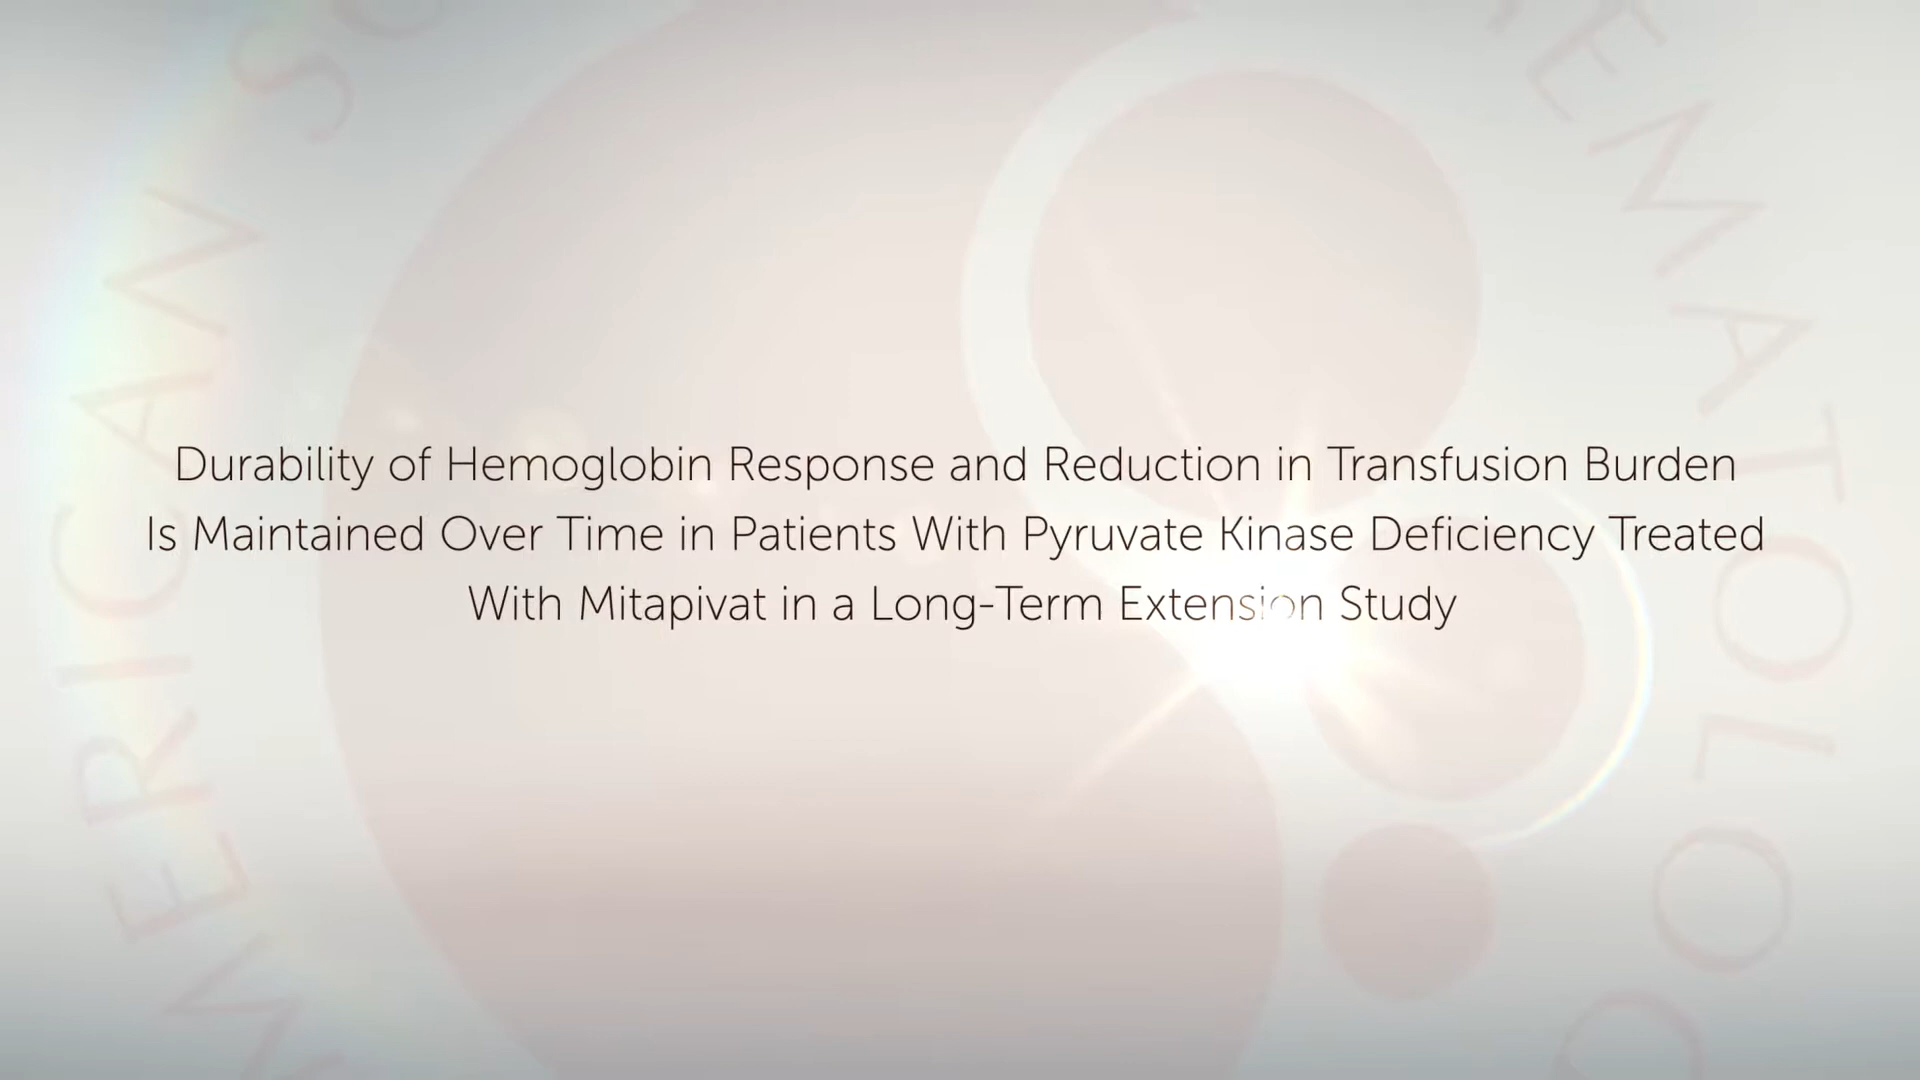 Durability of Hemoglobin Response and Reduction in Transfusion Burden
Is Maintained Over Time in Patients With Pyruvate Kinase Deficiency Treated
With Mitapivat in a Long-Term Extension Study
AMERICAN